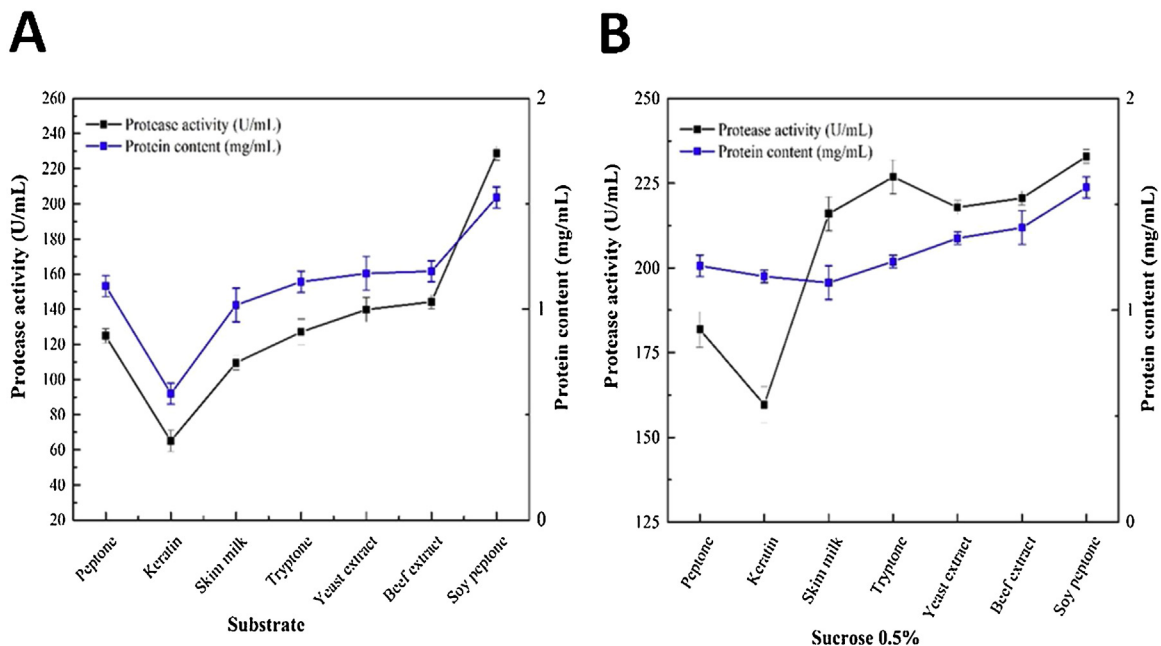 A
Protease activity (U/mL)
Protein content (mg/mL)
260
240
220
200
180
160
140
120
100
80
60
40
20
2
1
0
Protease activity (U/mL)
Protein content (mg/mL)
Peptone
Keratin
Skim milk
Tryptone
Yeast extract
Beef extract
Soy peptone
Substrate
B
Protease activity (U/mL)
Protein content (mg/mL)
250
225
200
175
150
125
2
1
0
Protease activity (U/mL)
Protein content (mg/mL)
Peptone
Keratin
Skim milk
Tryptone
Yeast extract
Beef extract
Soy peptone
Sucrose 0.5%